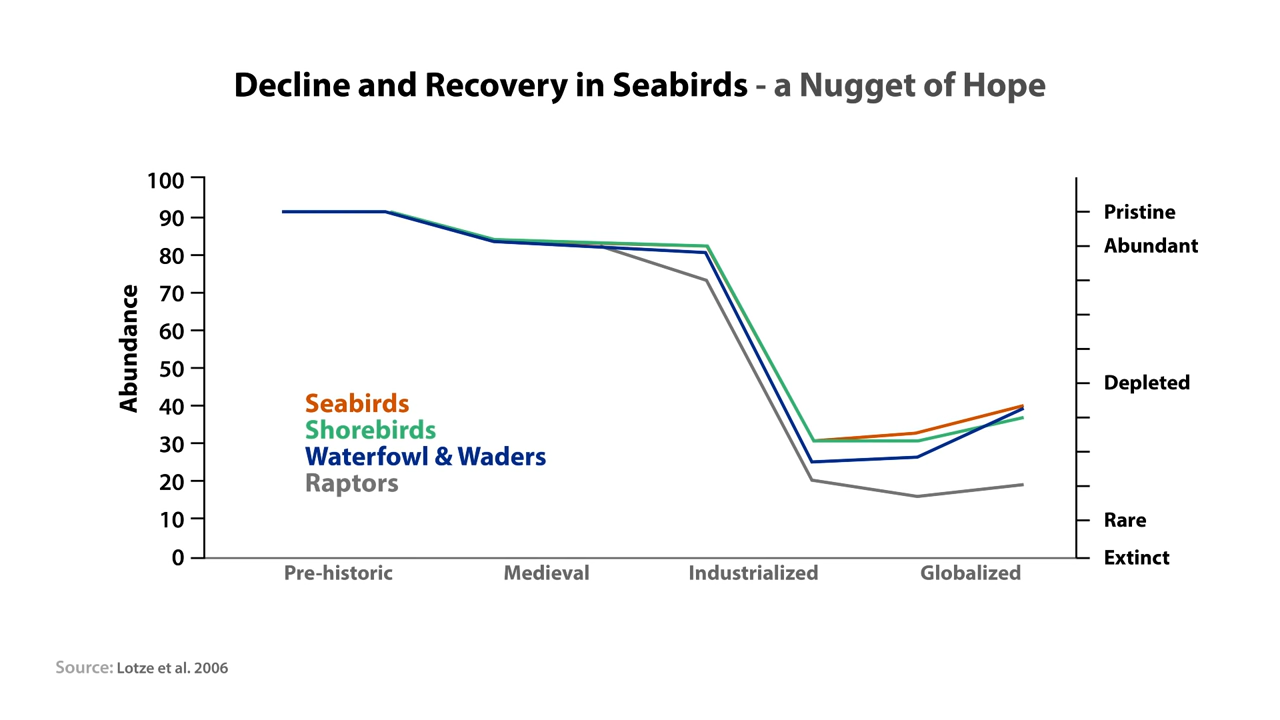 Decline and Recovery in Seabirds - a Nugget of Hope
Abundance
100
90
80
70
60
50
40
30
20
10
0
Seabirds
Shorebirds
Waterfowl & Waders
Raptors
Pristine
Abundant
Depleted
Rare
Extinct
Pre-historic
Medieval
Industrialized
Globalized
Source: Lotze et al. 2006